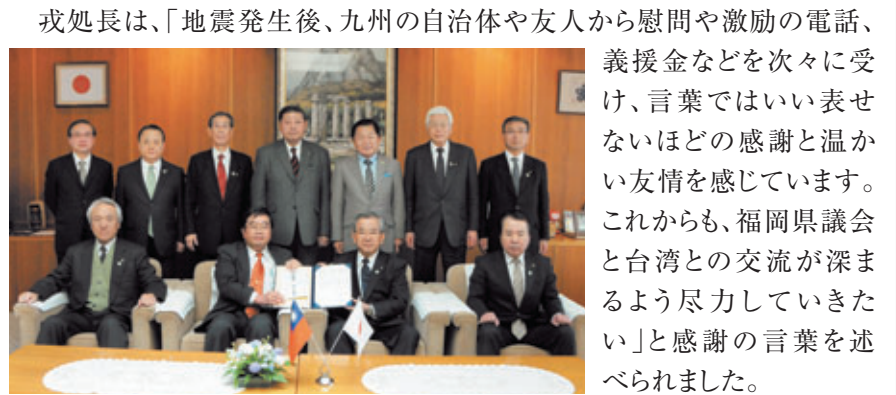 戎処長は、「地震発生後、九州の自治体や友人から慰問や激励の電話、
義援金などを次々に受
け、言葉ではいい表せ
ないほどの感謝と温か
い友情を感じています。
これからも、福岡県議会
と台湾との交流が深ま
るよう尽力していきた
い」と感謝の言葉を述
べられました。